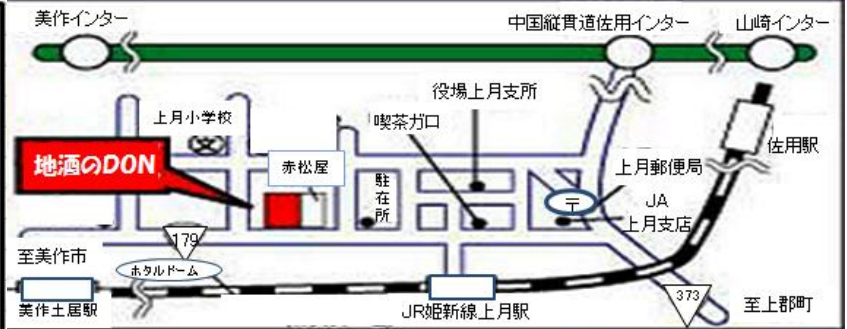 美作インター
中国縦貫道佐用インター
山崎インター
役場上月支所
上月小学校
喫茶ガロ
地酒のDON
赤松屋
駐在所
佐用駅
上月郵便局
〒
JA
上月支店
179
至美作市
ホタルドーム
美作土居駅
JR姫新線上月駅
373
至上郡町